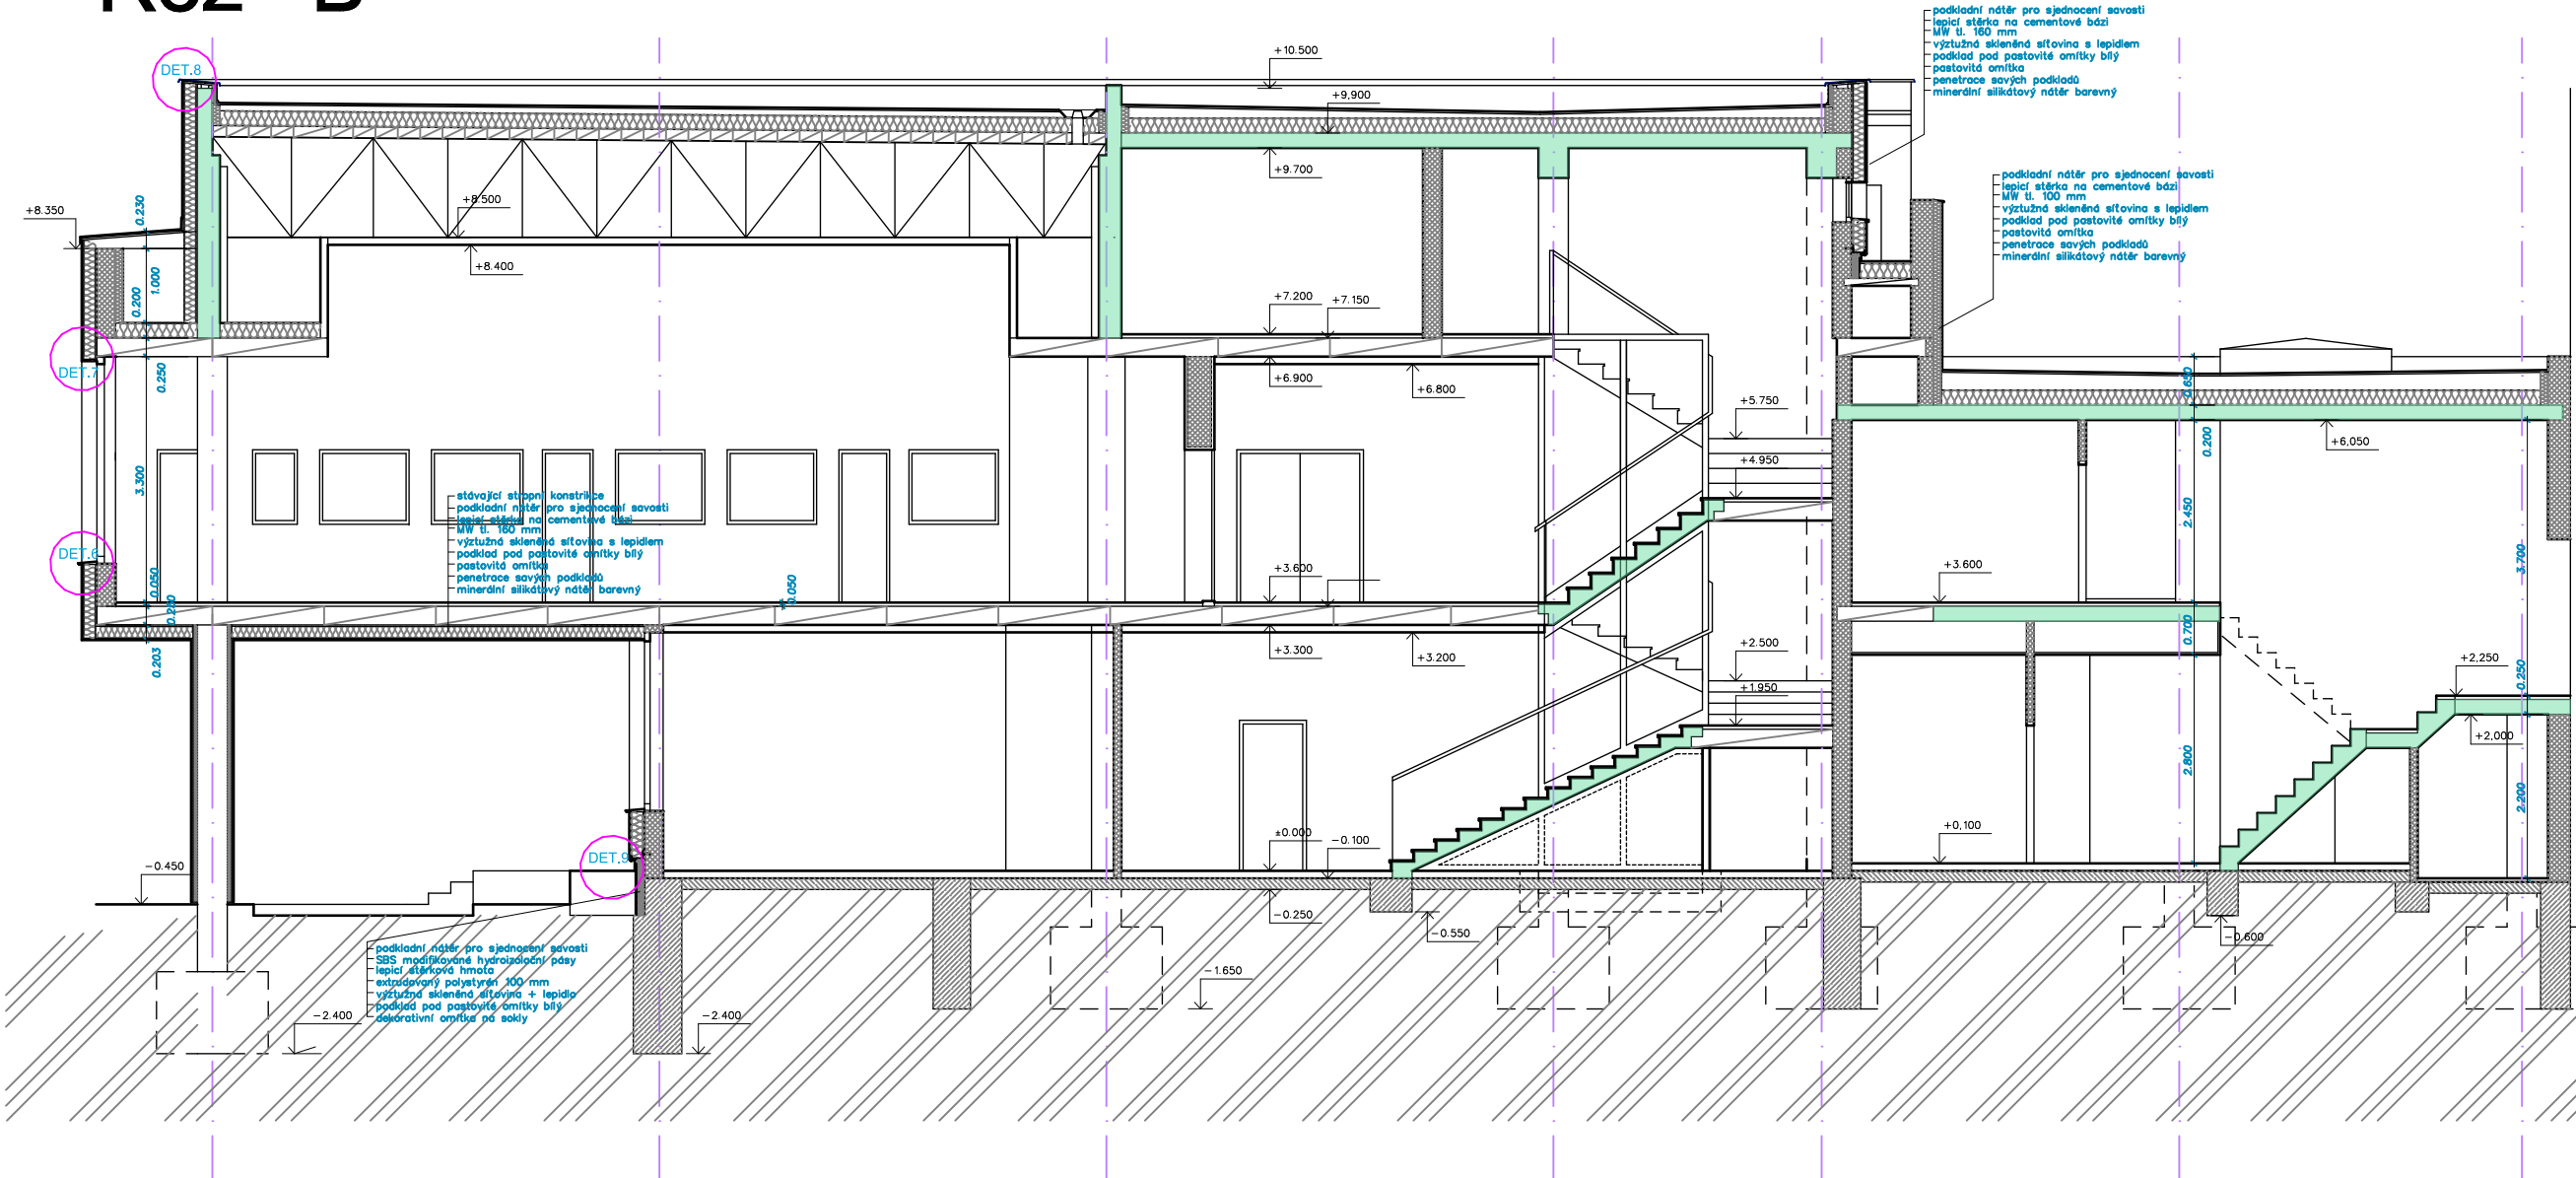 podkladní nátěr pro sjednocení savosti
lepicí stěrka na cementové bázi
MW tl. 160 mm
výztužná skleněná síťovina s lepidlem
podklad pod pastovité omítky bílý
pastovitá omítka
penetrace savých podkladů
minerální silikátový nátěr barevný
DET.8
+10.500
+9,900
+9.700
podkladní nátěr pro sjednocení savosti
lepicí stěrka na cementové bázi
MW tl. 100 mm
výztužná skleněná síťovina s lepidlem
podklad pod pastovité omítky bílý
pastovitá omítka
penetrace savých podkladů
minerální silikátový nátěr barevný
+8.350
0.230
+8.500
+8.400
1.000
0.200
+7.200
+7.150
DET.7
0.250
+6.900
+6.800
0.650
+5.750
+6,050
0.200
+4.950
3.300
2.450
stávající stropní konstrikce
podkladní nátěr pro sjednocení savosti
lepicí stěrka na cementové bázi
MW tl. 160 mm
výztužná skleněná síťovina s lepidlem
podklad pod pastovité omítky bílý
pastovitá omítka
penetrace savých podkladů
minerální silikátový nátěr barevný
DET.6
0.050
0.050
+3.600
+3.600
3.700
0.203
+3.300
+3.200
+2.500
0.700
+2,250
0.250
+1.950
+2,000
2.800
2.200
±0.000
-0.100
+0,100
DET.9
-0.450
-0.250
-0.550
-0.600
podkladní nátěr pro sjednocení savosti
SBS modifikované hydroizolační pásy
lepicí stěrková hmota
extrudovaný polystyrén 100 mm
výztužná skleněná síťovina + lepidlo
podklad pod pastovité omítky bílý
dekorativní omítka na sokly
-1.650
-2.400
-2.400